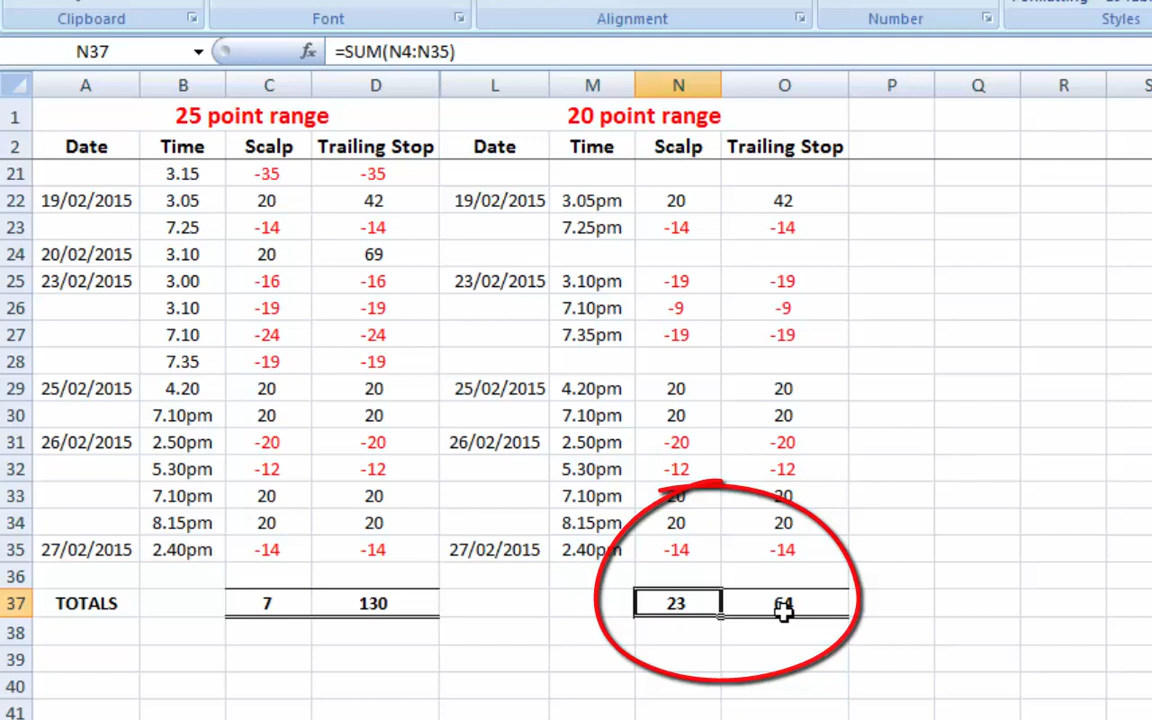 Clipboard Font Alignment Number Styles
N37 fx =SUM(N4:N35)
A B C D L M N O P Q R S
1 25 point range 20 point range
2 Date Time Scalp Trailing Stop Date Time Scalp Trailing Stop
21 3.15 -35 -35
22 19/02/2015 3.05 20 42 19/02/2015 3.05pm 20 42
23 7.25 -14 -14 7.25pm -14 -14
24 20/02/2015 3.10 20 69
25 23/02/2015 3.00 -16 -16 23/02/2015 3.10pm -19 -19
26 3.10 -19 -19 7.10pm -9 -9
27 7.10 -24 -24 7.35pm -19 -19
28 7.35 -19 -19
29 25/02/2015 4.20 20 20 25/02/2015 4.20pm 20 20
30 7.10pm 20 20 7.10pm 20 20
31 26/02/2015 2.50pm -20 -20 26/02/2015 2.50pm -20 -20
32 5.30pm -12 -12 5.30pm -12 -12
33 7.10pm 20 20 7.10pm 20 20
34 8.15pm 20 20 8.15pm 20 20
35 27/02/2015 2.40pm -14 -14 27/02/2015 2.40pm -14 -14
36
37 TOTALS 7 130 23 64
38
39
40
41